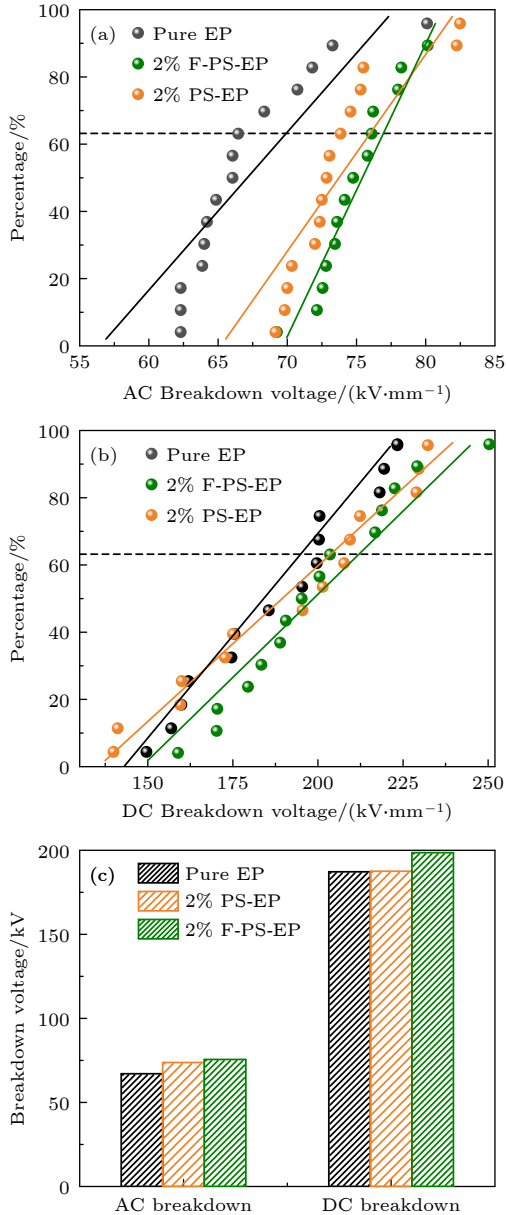 100
(a)
Pure EP
2% F-PS-EP
2% PS-EP
80
60
40
20
0
Percentage/%
50 55 60 65 70 75 80 85
AC Breakdown voltage/(kV·mm⁻¹)
100
(b)
Pure EP
2% F-PS-EP
2% PS-EP
80
60
40
20
0
Percentage/%
150 175 200 225 250
DC Breakdown voltage/(kV·mm⁻¹)
200
(c)
Pure EP
2% PS-EP
2% F-PS-EP
150
100
50
0
Breakdown voltage/kV
AC breakdown DC breakdown